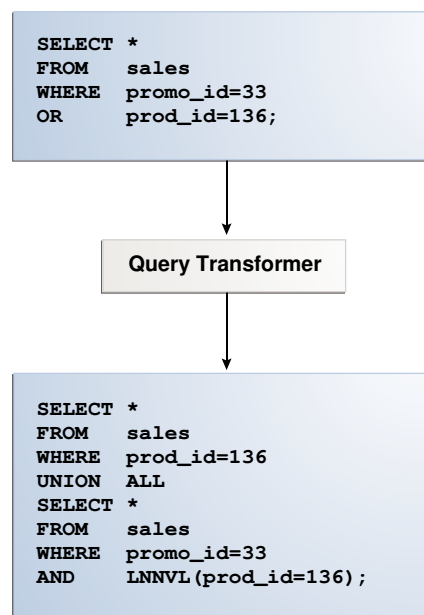 SELECT *
FROM sales
WHERE promo_id=33
OR prod_id=136;
Query Transformer
SELECT *
FROM sales
WHERE prod_id=136
UNION ALL
SELECT *
FROM sales
WHERE promo_id=33
AND LNNVL(prod_id=136);